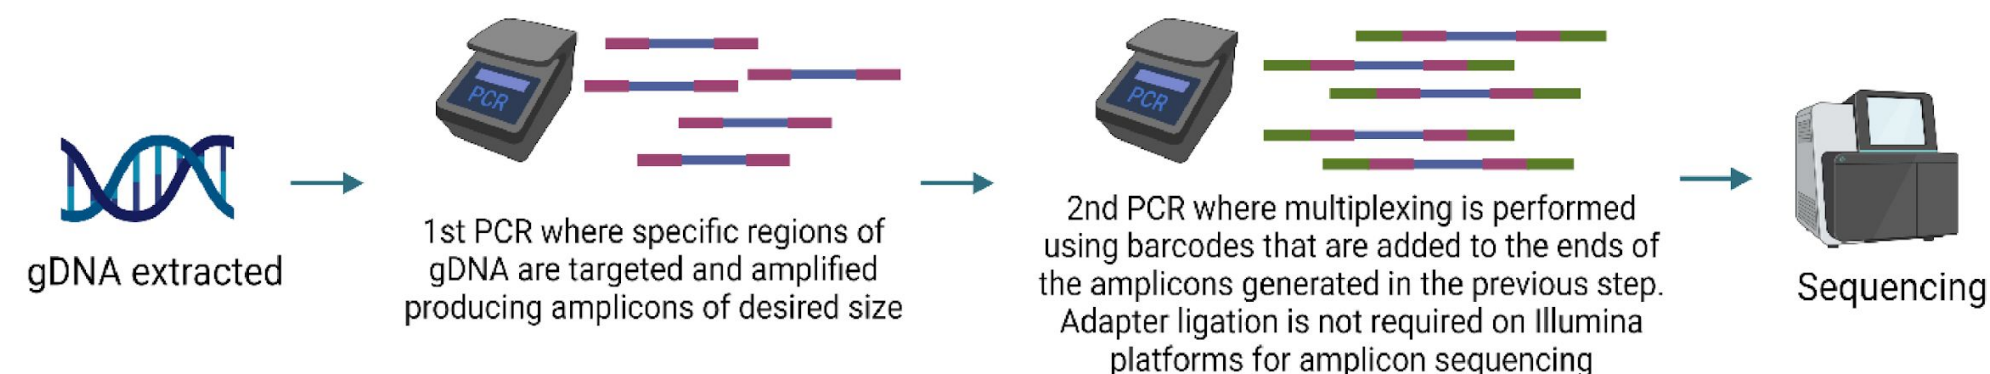 gDNA extracted
PCR
1st PCR where specific regions of
gDNA are targeted and amplified
producing amplicons of desired size
PCR
2nd PCR where multiplexing is performed
using barcodes that are added to the ends of
the amplicons generated in the previous step.
Adapter ligation is not required on Illumina
platforms for amplicon sequencing
Sequencing